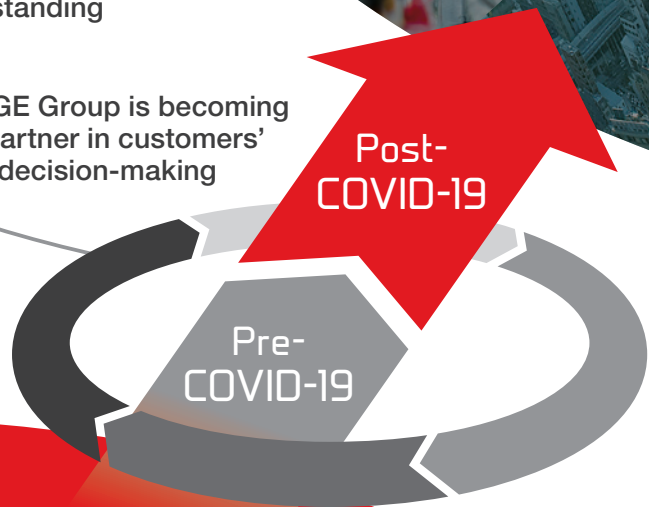 standing
GE Group is becoming
artner in customers'
decision-making
Post-
COVID-19
Pre-
COVID-19